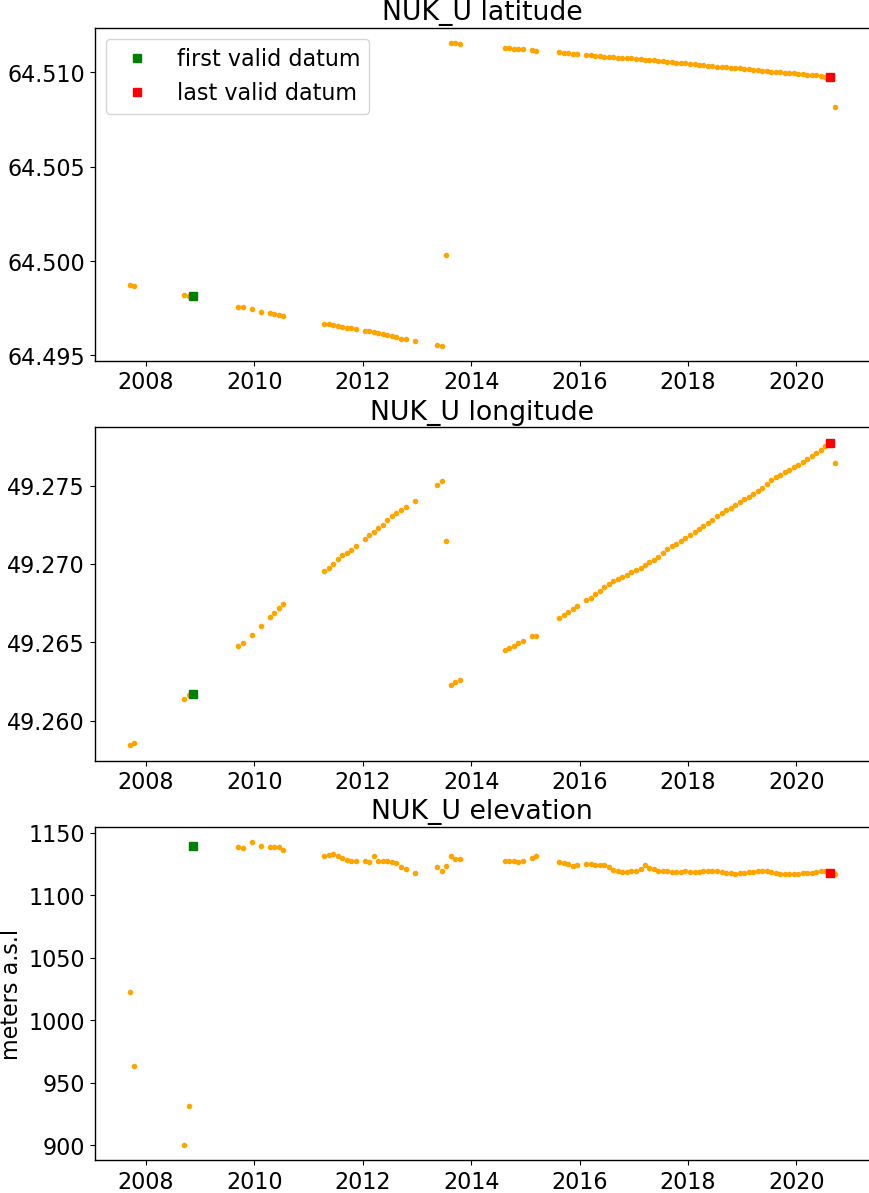 NUK_U latitude
first valid datum
last valid datum
64.510
64.505
64.500
64.495
2008 2010 2012 2014 2016 2018 2020
NUK_U longitude
49.275
49.270
49.265
49.260
2008 2010 2012 2014 2016 2018 2020
NUK_U elevation
meters a.s.l
1150
1100
1050
1000
950
900
2008 2010 2012 2014 2016 2018 2020